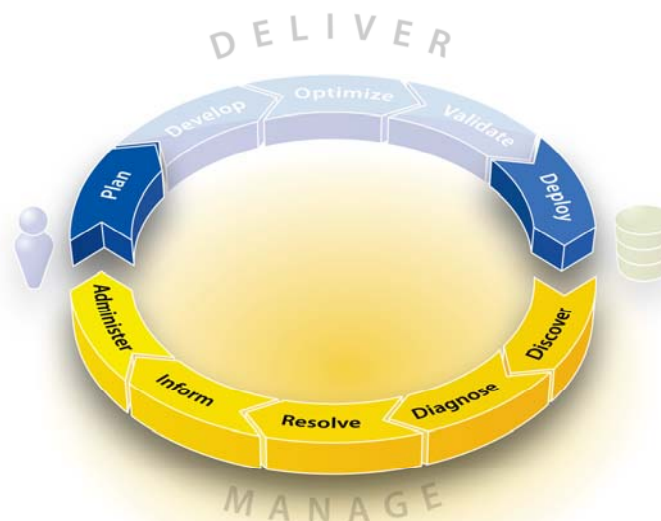 DELIVER
Plan
Develop
Optimize
Validate
Deploy
Discover
Diagnose
Resolve
Inform
Administer
MANAGE